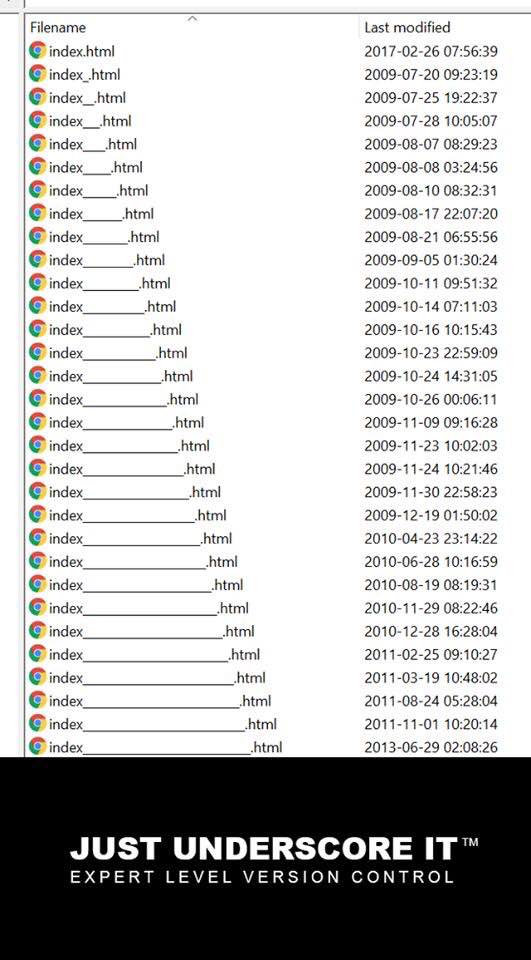 Filename Last modified
index.html 2017-02-26 07:56:39
index_.html 2009-07-20 09:23:19
index__.html 2009-07-25 19:22:37
index___.html 2009-07-28 10:05:07
index____.html 2009-08-07 08:29:23
index_____.html 2009-08-08 03:24:56
index______.html 2009-08-10 08:32:31
index_______.html 2009-08-17 22:07:20
index________.html 2009-08-21 06:55:56
index_________.html 2009-09-05 01:30:24
index__________.html 2009-10-11 09:51:32
index___________.html 2009-10-14 07:11:03
index____________.html 2009-10-16 10:15:43
index_____________.html 2009-10-23 22:59:09
index______________.html 2009-10-24 14:31:05
index_______________.html 2009-10-26 00:06:11
index________________.html 2009-11-09 09:16:28
index_________________.html 2009-11-23 10:02:03
index__________________.html 2009-11-24 10:21:46
index___________________.html 2009-11-30 22:58:23
index____________________.html 2009-12-19 01:50:02
index_____________________.html 2010-04-23 23:14:22
index______________________.html 2010-06-28 10:16:59
index_______________________.html 2010-08-19 08:19:31
index________________________.html 2010-11-29 08:22:46
index_________________________.html 2010-12-28 16:28:04
index__________________________.html 2011-02-25 09:10:27
index___________________________.html 2011-03-19 10:48:02
index____________________________.html 2011-08-24 05:28:04
index_____________________________.html 2011-11-01 10:20:14
index______________________________.html 2013-06-29 02:08:26
JUST UNDERSCORE IT™
EXPERT LEVEL VERSION CONTROL